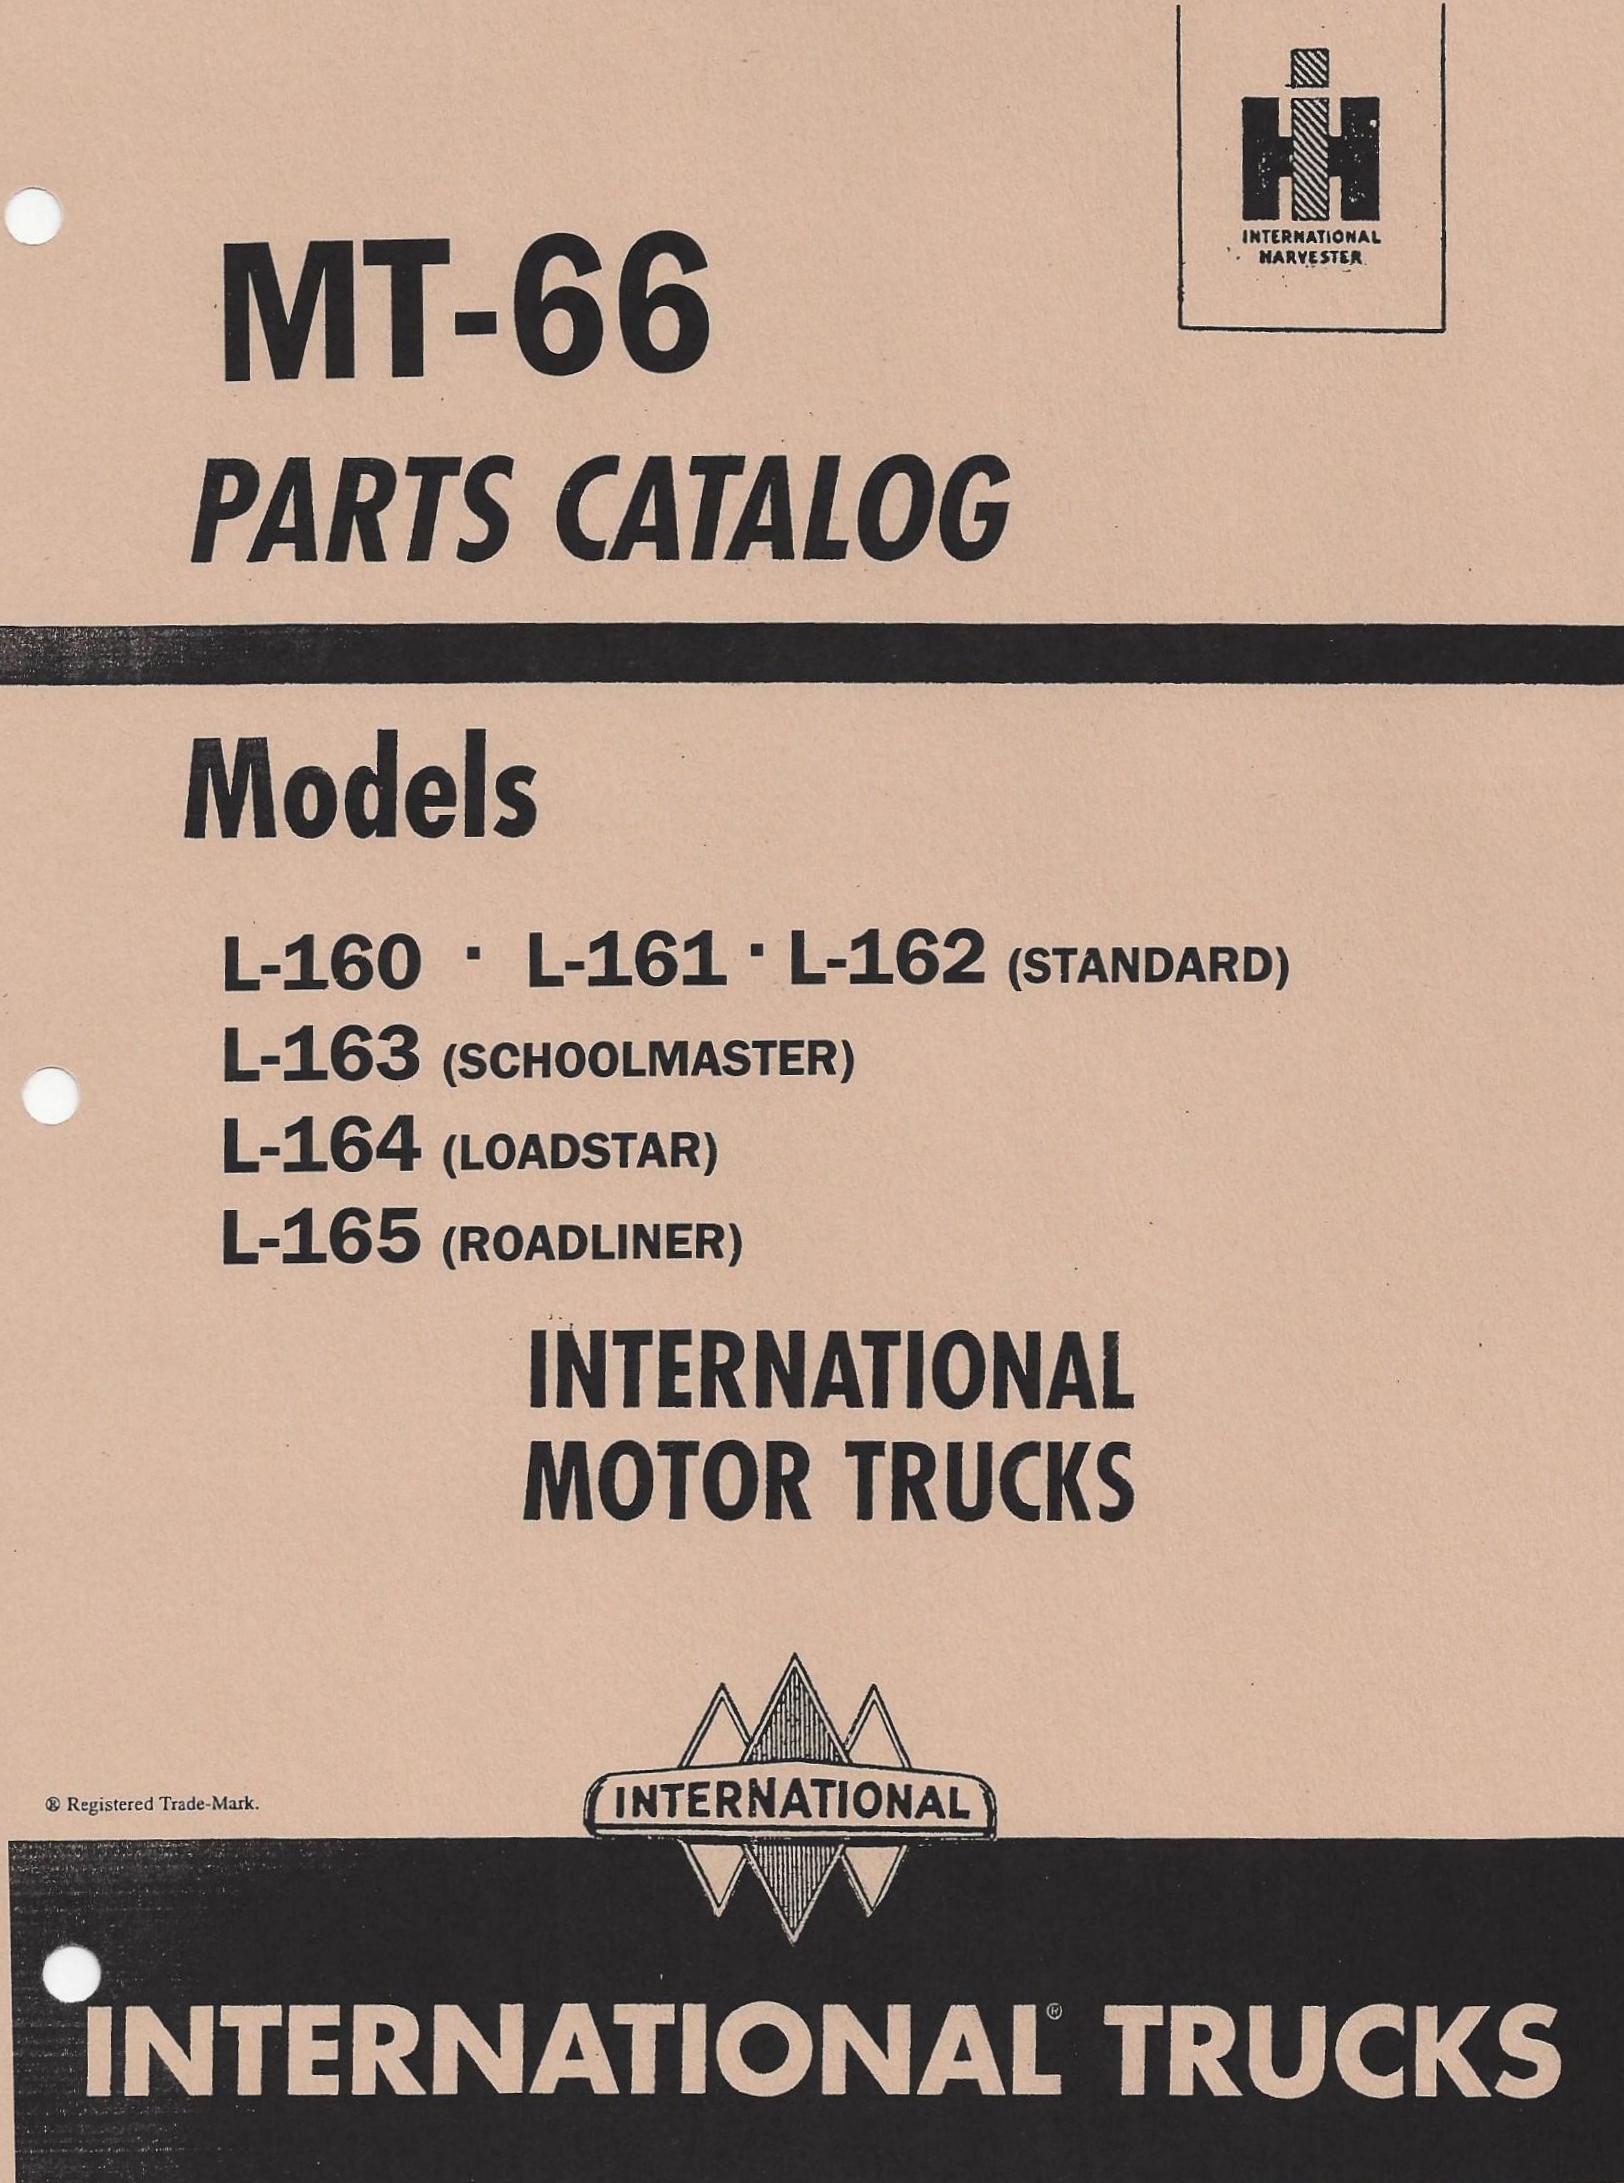 INTERNATIONAL
HARVESTER
MT-66
PARTS CATALOG
Models
L-160 · L-161 · L-162 (STANDARD)
L-163 (SCHOOLMASTER)
L-164 (LOADSTAR)
L-165 (ROADLINER)
INTERNATIONAL
MOTOR TRUCKS
INTERNATIONAL
® Registered Trade-Mark.
INTERNATIONAL® TRUCKS